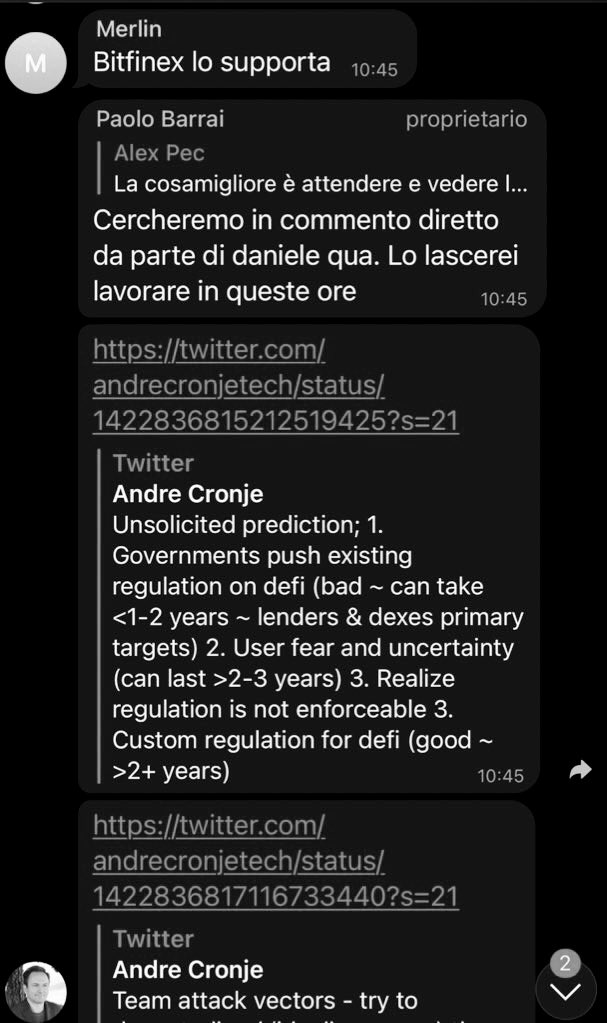 Merlin
M
Bitfinex lo supporta 10:45
Paolo Barrai proprietario
Alex Pec
La cosamigliore è attendere e vedere l...
Cercheremo in commento diretto
da parte di daniele qua. Lo lascerei
lavorare in queste ore 10:45
https://twitter.com/
andrecronjetech/status/
1422836815212519425?s=21
Twitter
Andre Cronje
Unsolicited prediction; 1.
Governments push existing
regulation on defi (bad ~ can take
<1-2 years ~ lenders & dexes primary
targets) 2. User fear and uncertainty
(can last >2-3 years) 3. Realize
regulation is not enforceable 3.
Custom regulation for defi (good ~
>2+ years) 10:45
https://twitter.com/
andrecronjetech/status/
1422836817116733440?s=21
Twitter
Andre Cronje
2
Team attack vectors - try to